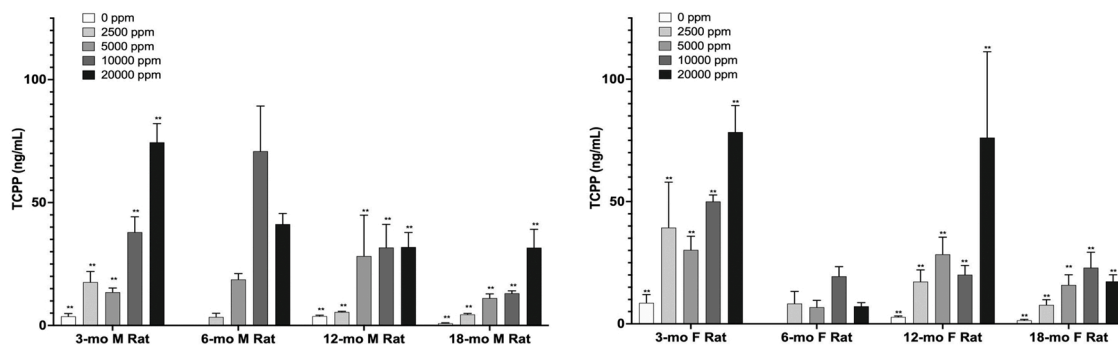 0 ppm
2500 ppm
5000 ppm
10000 ppm
20000 ppm
TCPP (ng/mL)
100
50
0
** ** ** ** **
** ** ** ** **
** ** ** ** **
3-mo M Rat 6-mo M Rat 12-mo M Rat 18-mo M Rat
0 ppm
2500 ppm
5000 ppm
10000 ppm
20000 ppm
TCPP (ng/mL)
100
50
0
** ** ** ** **
** ** ** ** **
** ** ** ** **
3-mo F Rat 6-mo F Rat 12-mo F Rat 18-mo F Rat